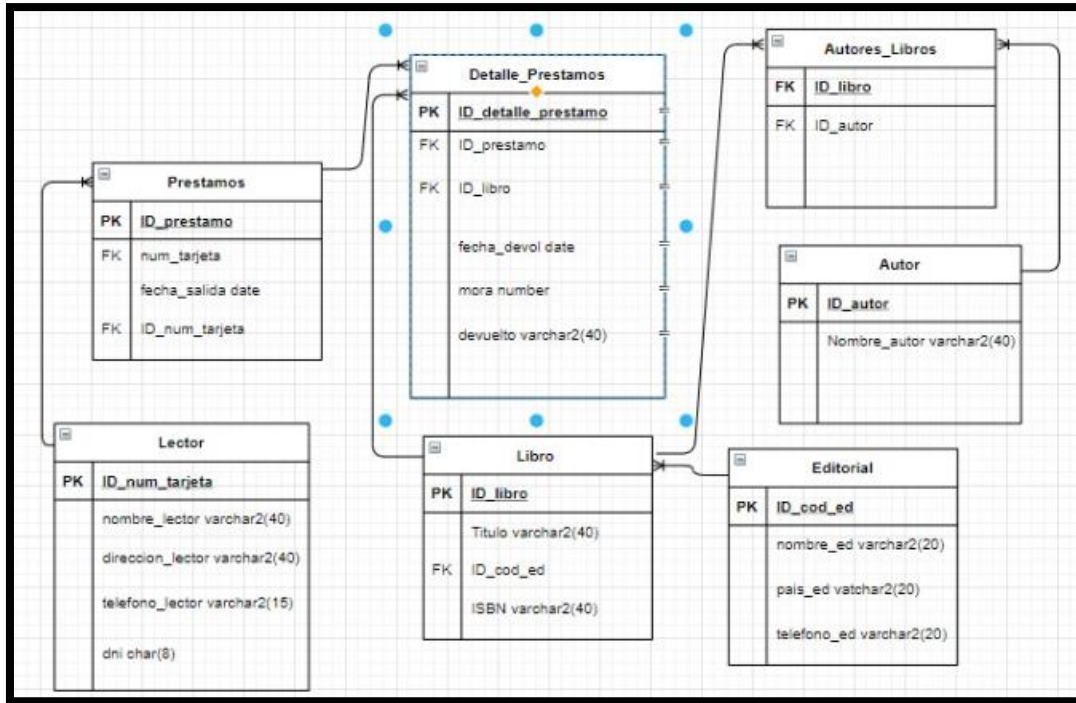 Detalle_Prestamos
PK ID_detalle_prestamo
FK ID_prestamo
FK ID_libro
fecha_devol date
mora number
devuelto varchar2(40)
Autores_Libros
FK ID_libro
FK ID_autor
Prestamos
PK ID_prestamo
FK num_tarjeta
fecha_salida date
FK ID_num_tarjeta
Autor
PK ID_autor
Nombre_autor varchar2(40)
Lector
PK ID_num_tarjeta
nombre_lector varchar2(40)
direccion_lector varchar2(40)
telefono_lector varchar2(15)
dni char(8)
Libro
PK ID_libro
Titulo varchar2(40)
FK ID_cod_ed
ISBN varchar2(40)
Editorial
PK ID_cod_ed
nombre_ed varchar2(20)
pais_ed vatchar2(20)
telefono_ed varchar2(20)